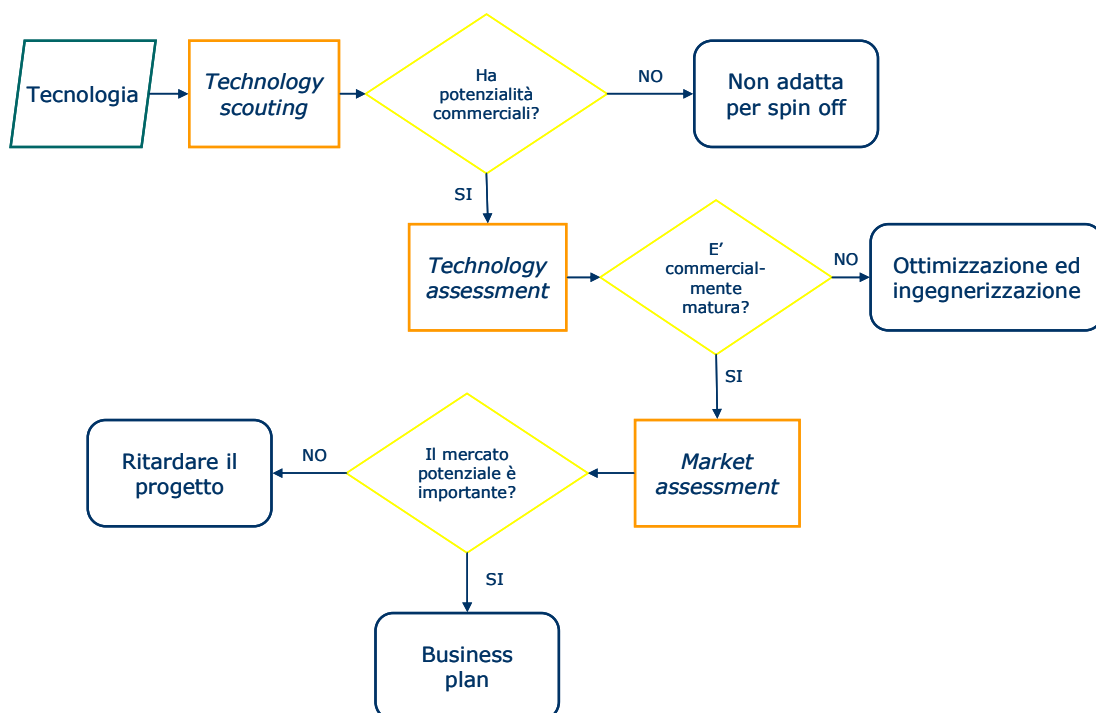 Tecnologia
Technology
scouting
Ha
potenzialità
commerciali?
NO
Non adatta
per spin off
SI
Technology
assessment
E’
commercial-
mente
matura?
NO
Ottimizzazione ed
ingegnerizzazione
SI
Market
assessment
Il mercato
potenziale è
importante?
NO
Ritardare il
progetto
SI
Business
plan